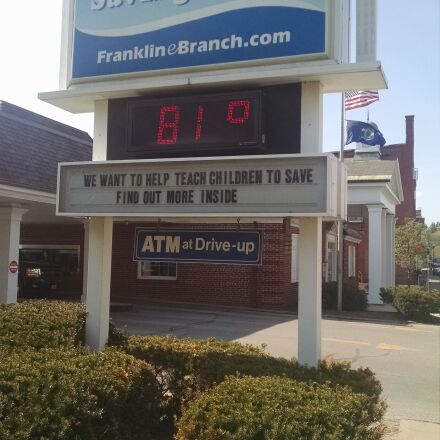 Savings
FranklineBranch.com
81°
WE WANT TO HELP TEACH CHILDREN TO SAVE
FIND OUT MORE INSIDE
ATM at Drive-up